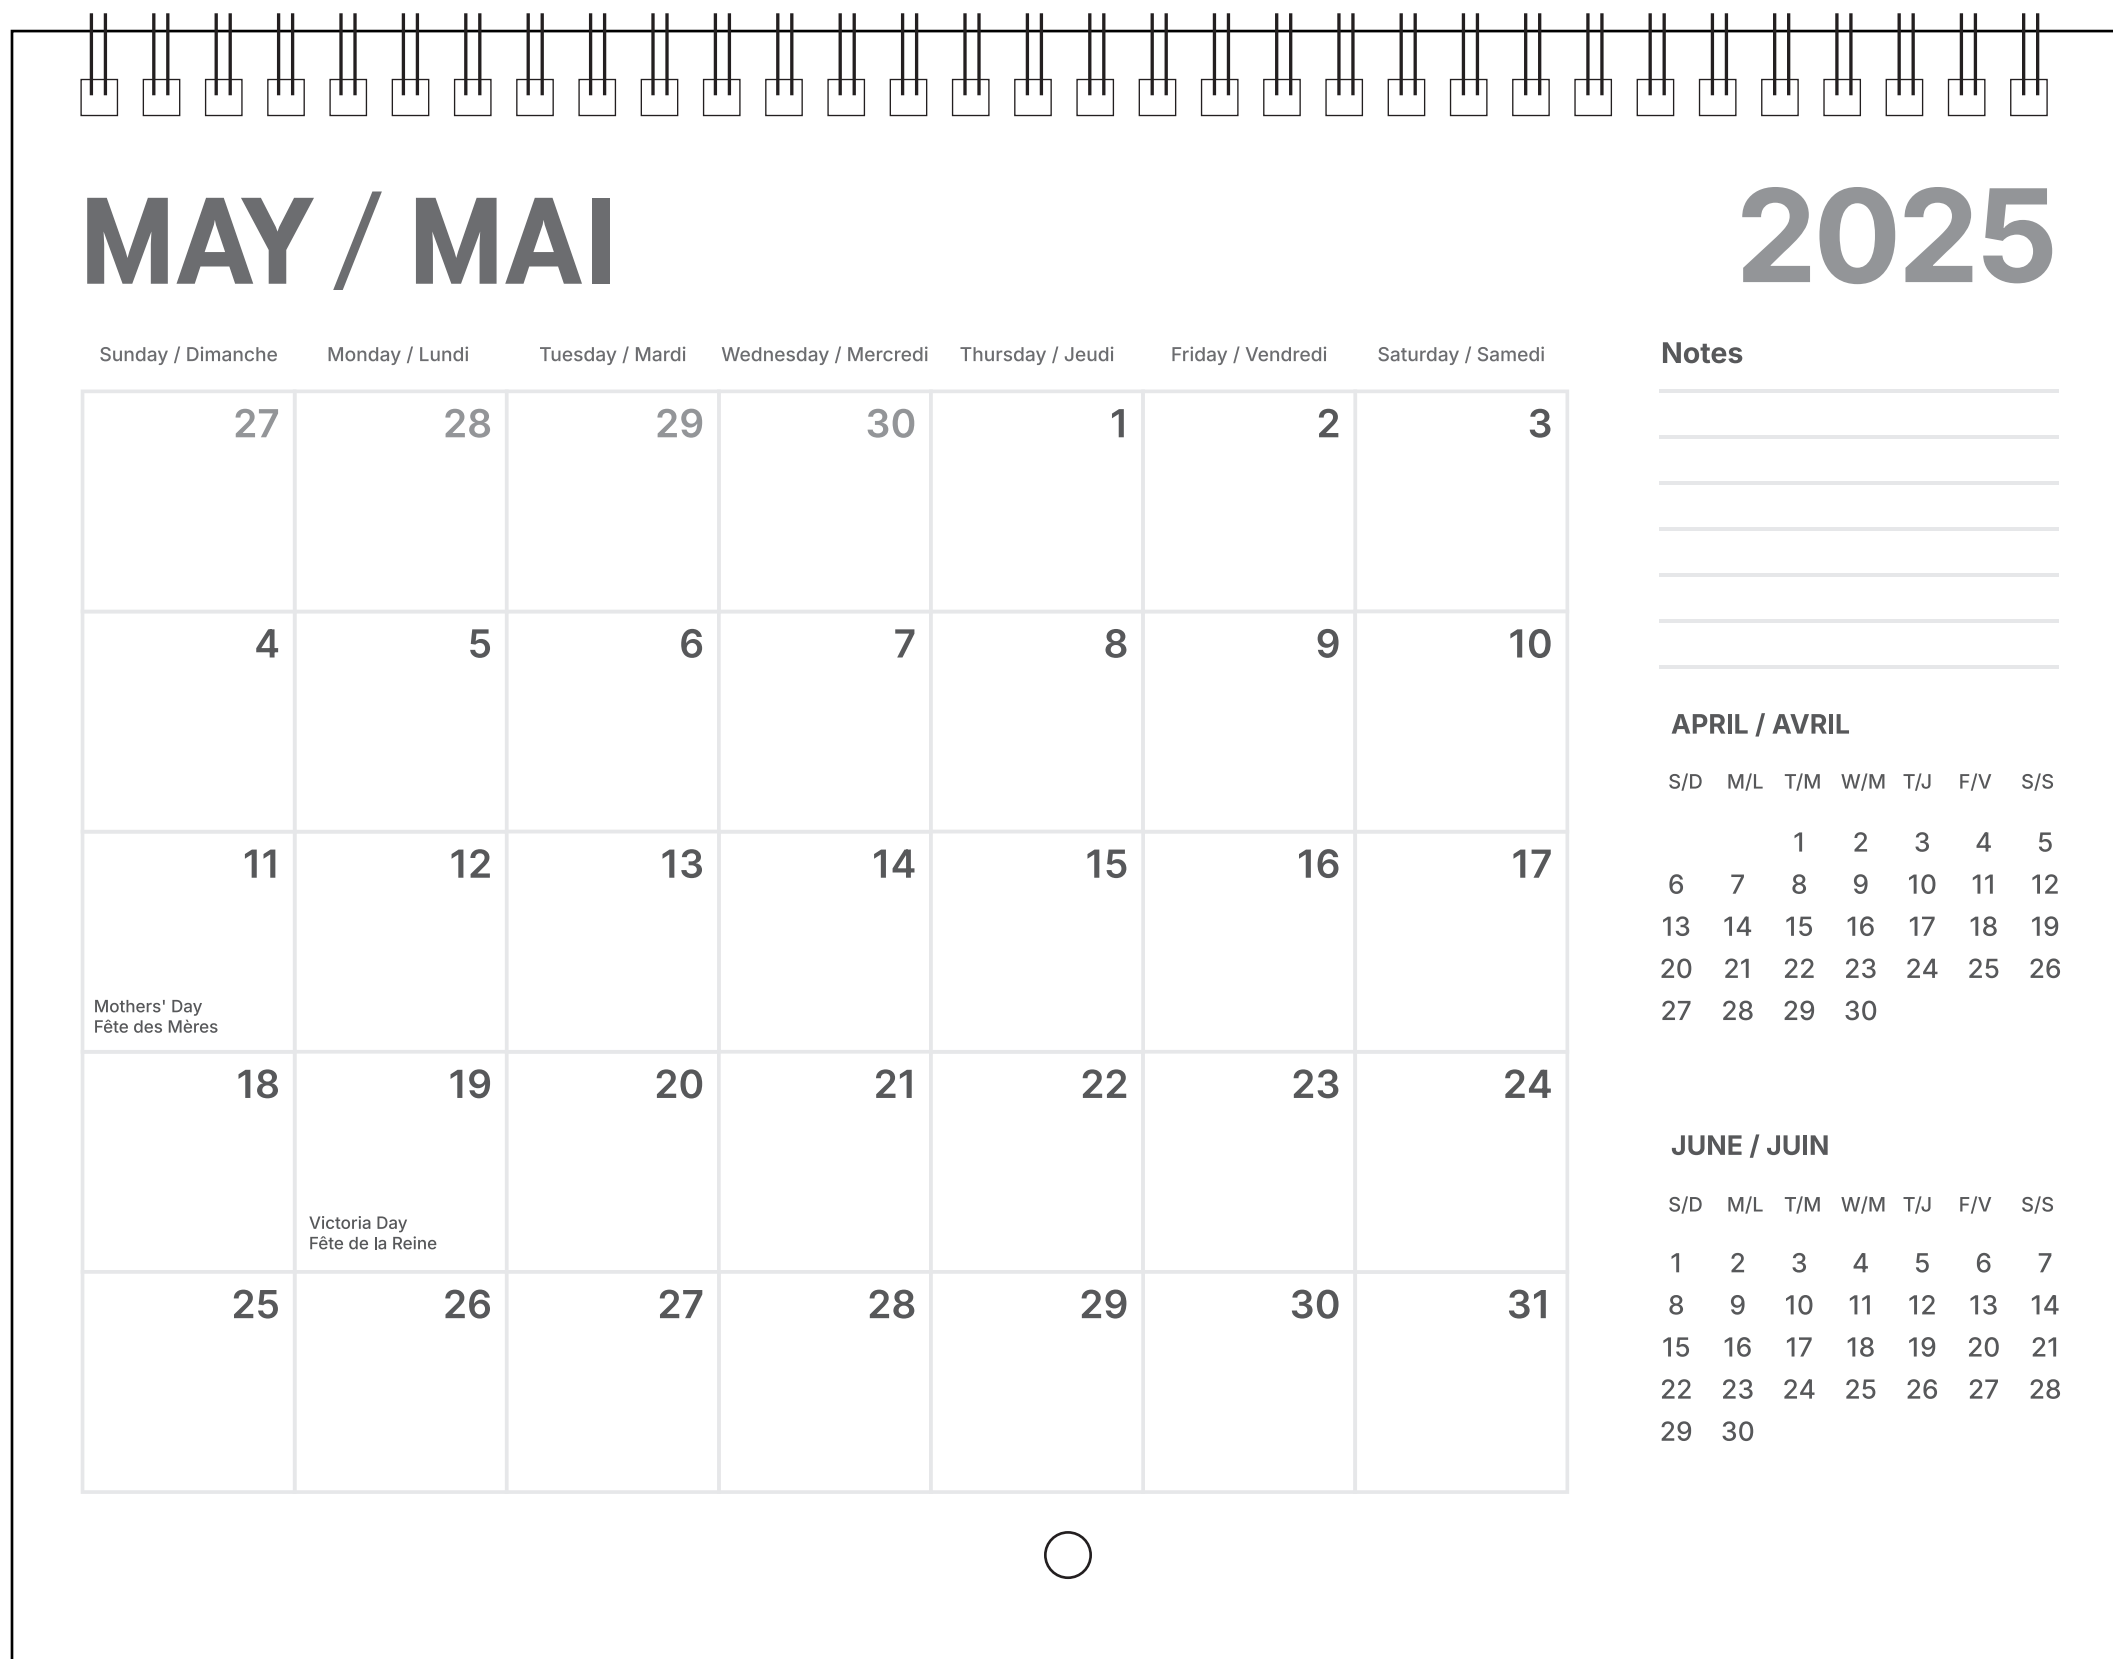 MAY / MAI
2025
Sunday / Dimanche Monday / Lundi Tuesday / Mardi Wednesday / Mercredi Thursday / Jeudi Friday / Vendredi Saturday / Samedi
27 28 29 30 1 2 3
4 5 6 7 8 9 10
11 12 13 14 15 16 17
Mothers' Day
Fête des Mères
18 19 20 21 22 23 24
Victoria Day
Fête de la Reine
25 26 27 28 29 30 31
Notes
APRIL / AVRIL
S/D M/L T/M W/M T/J F/V S/S
1 2 3 4 5
6 7 8 9 10 11 12
13 14 15 16 17 18 19
20 21 22 23 24 25 26
27 28 29 30
JUNE / JUIN
S/D M/L T/M W/M T/J F/V S/S
1 2 3 4 5 6 7
8 9 10 11 12 13 14
15 16 17 18 19 20 21
22 23 24 25 26 27 28
29 30